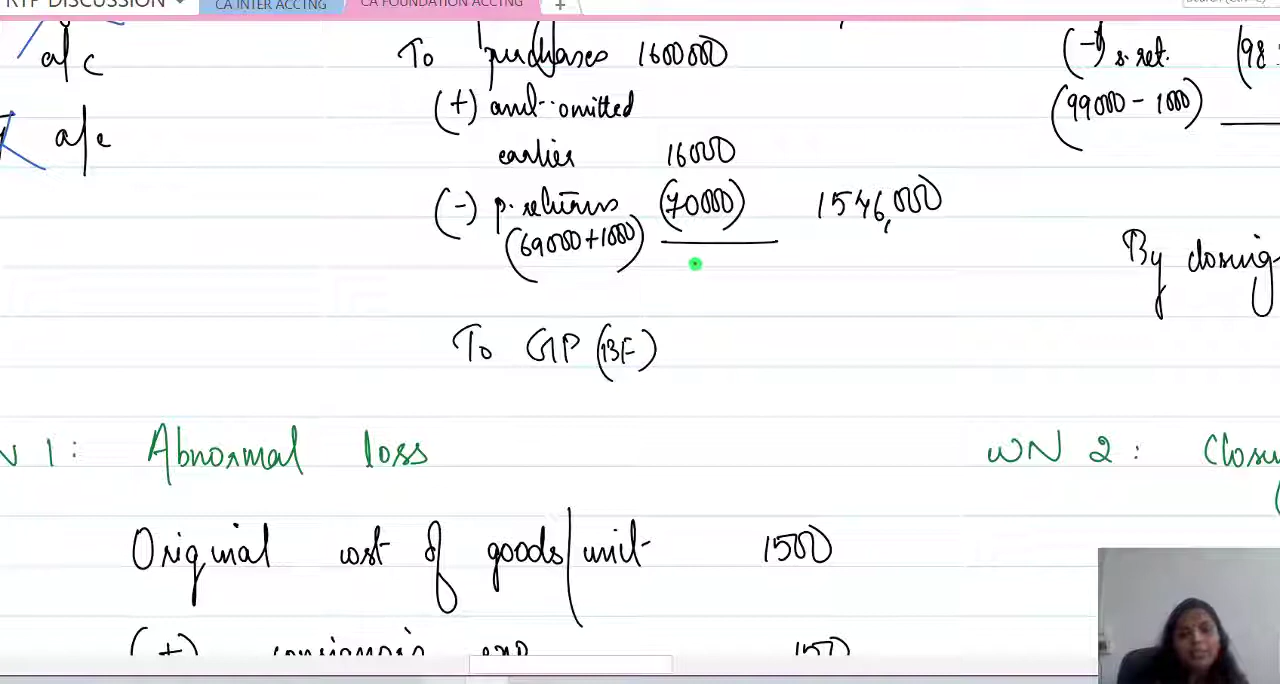 RTP DISCUSSION CA INTER ACCTNG CA FOUNDATION ACCTNG +
a/c
To purchases 1600000
(-) s.ret. (98
(+) amt omitted
(99000 - 1000)
a/c
earlier 16000
(-) p.returns (70000) 1546,000
(69000+1000)
By closing
To GP (BF)
N 1: Abnormal loss WN 2: Closu
Original cost of goods/unit 1500
(+) consignor's exp 150